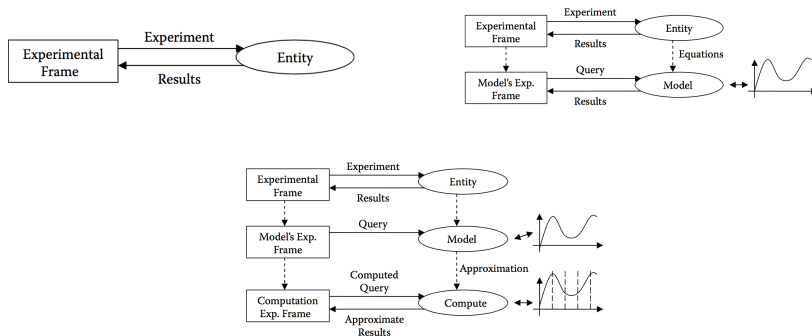 Experiment
Experimental
Frame
Entity
Results
Experiment
Experimental
Frame
Entity
Results
Equations
Model's Exp.
Frame
Query
Model
Results
Experiment
Experimental
Frame
Entity
Results
Model's Exp.
Frame
Query
Model
Approximation
Computed
Query
Computation
Exp. Frame
Compute
Approximate
Results